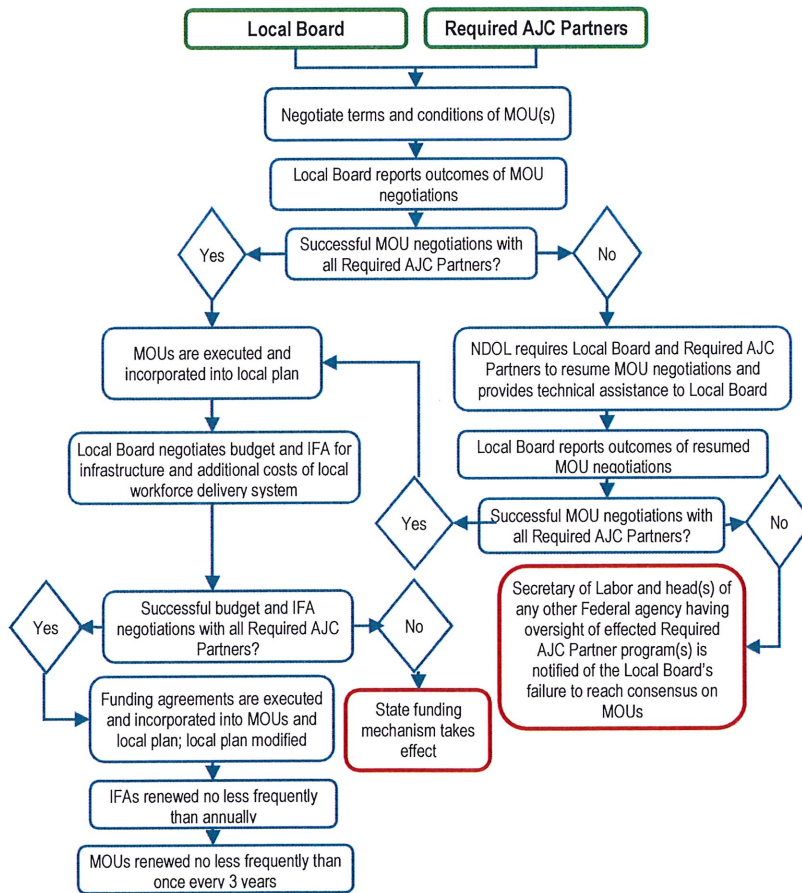 Local Board
Required AJC Partners
Negotiate terms and conditions of MOU(s)
Local Board reports outcomes of MOU
negotiations
Yes
Successful MOU negotiations with
all Required AJC Partners?
No
MOUs are executed and
incorporated into local plan
NDOL requires Local Board and Required AJC
Partners to resume MOU negotiations and
provides technical assistance to Local Board
Local Board negotiates budget and IFA for
infrastructure and additional costs of local
workforce delivery system
Local Board reports outcomes of resumed
MOU negotiations
Yes
Successful MOU negotiations with
all Required AJC Partners?
No
Secretary of Labor and head(s) of
any other Federal agency having
oversight of effected Required
AJC Partner program(s) is
notified of the Local Board's
failure to reach consensus on
MOUs
Yes
Successful budget and IFA
negotiations with all Required AJC
Partners?
No
Funding agreements are executed
and incorporated into MOUs and
local plan; local plan modified
State funding
mechanism takes
effect
IFAs renewed no less frequently
than annually
MOUs renewed no less frequently than
once every 3 years